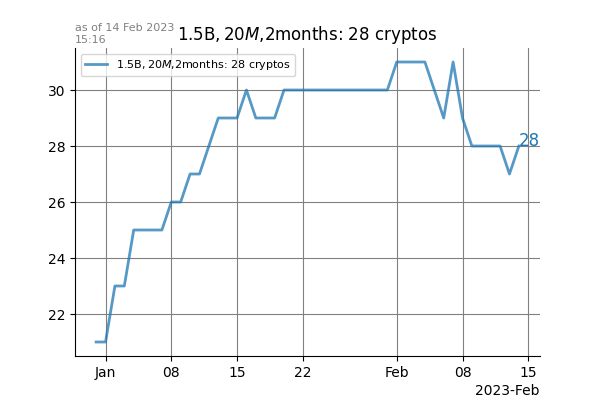 as of 14 Feb 2023
15:16
1.5B, 20M,2months: 28 cryptos
1.5B, 20M,2months: 28 cryptos
30
28
26
24
22
28
Jan
08
15
22
Feb
08
15
2023-Feb